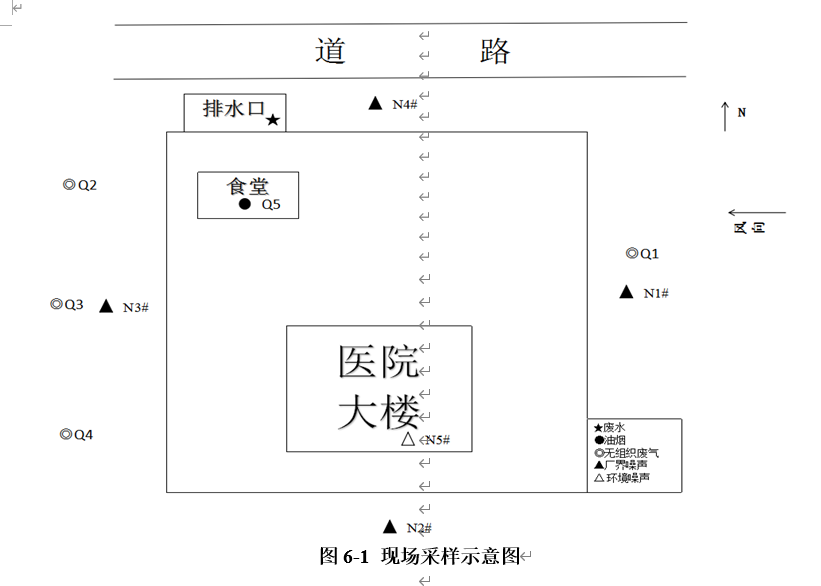 道 路
排水口
N4#
N
食堂
Q5
Q2
风向
Q1
N1#
Q3
N3#
医院
大楼
N5#
Q4
废水
油烟
无组织废气
厂界噪声
环境噪声
N2#
图 6-1 现场采样示意图